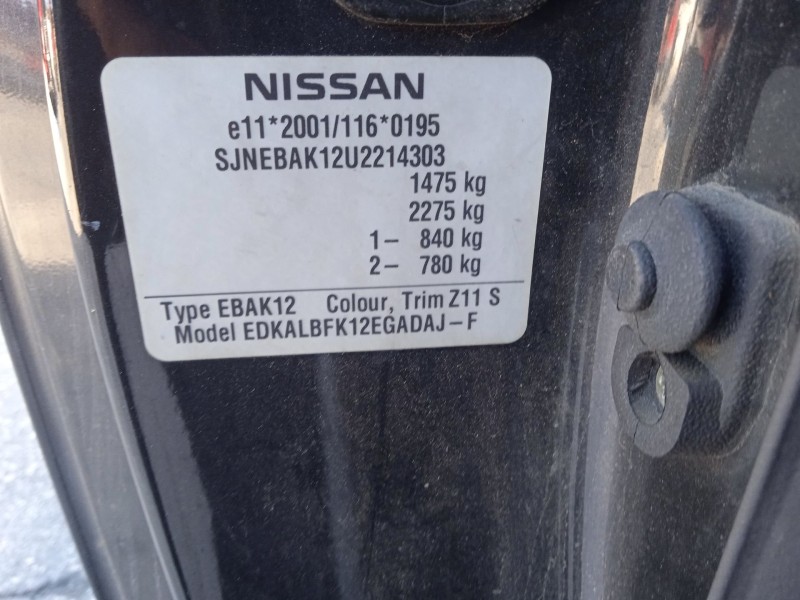 NISSAN
e11*2001/116*0195
SJNEBAK12U2214303
1475 kg
2275 kg
1- 840 kg
2- 780 kg
Type EBAK12 Colour, Trim Z11 S
Model EDKALBFK12EGADAJ-F